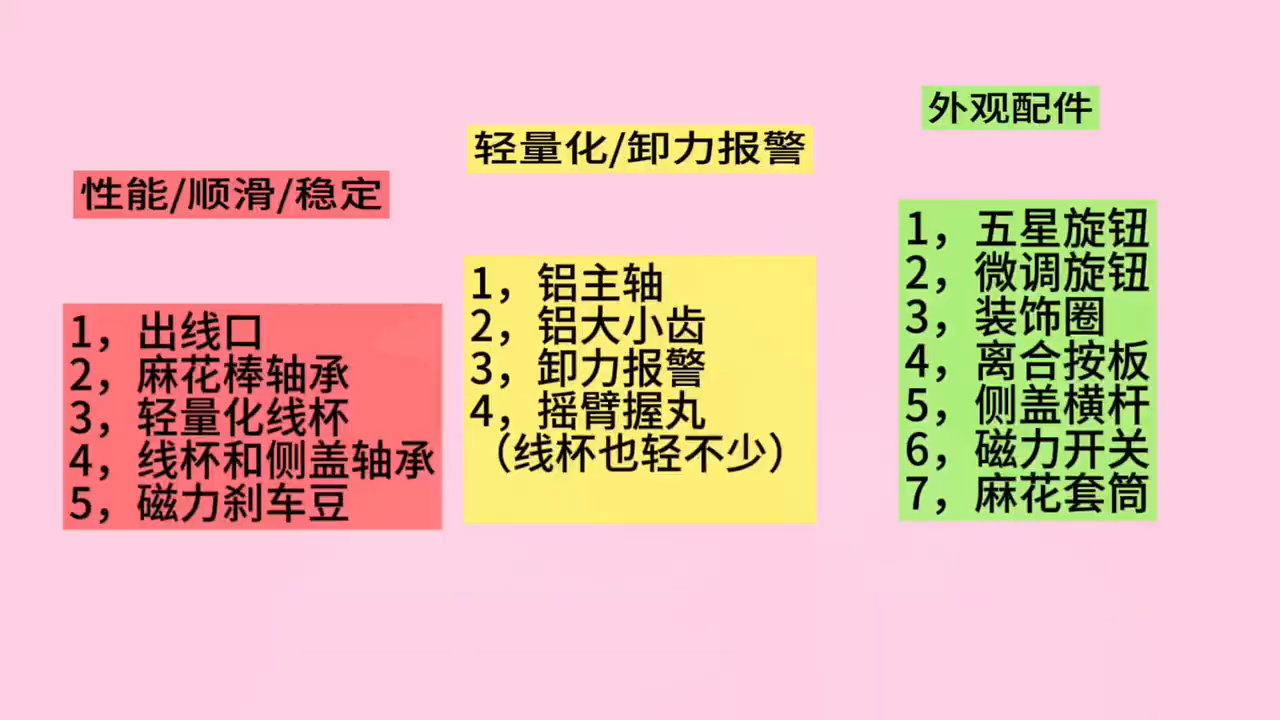 性能/顺滑/稳定
1，出线口
2，麻花棒轴承
3，轻量化线杯
4，线杯和侧盖轴承
5，磁力刹车豆
轻量化/卸力报警
1，铝主轴
2，铝大小齿
3，卸力报警
4，摇臂握丸
（线杯也轻不少）
外观配件
1，五星旋钮
2，微调旋钮
3，装饰圈
4，离合按板
5，侧盖横杆
6，磁力开关
7，麻花套筒